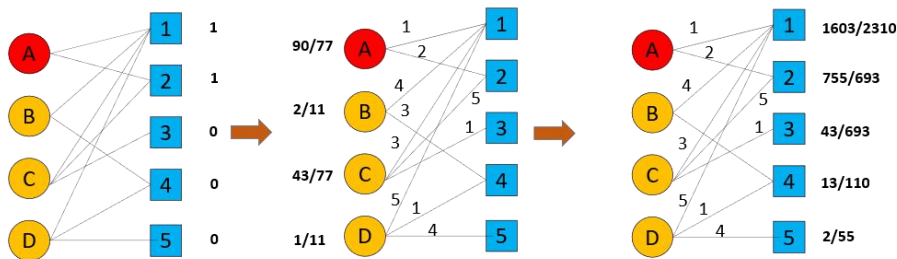 A 1 1
2 1
B
3 0
C
4 0
D 5 0
90/77 A 1 2 1
2
2/11 B 4 3 5
1 3
43/77 C 3
4
1/11 D 5 1 4 5
A 1 2 1 1603/2310
2 755/693
B 4 5
1 3 43/693
C 3
4 13/110
D 5 1 4 5 2/55